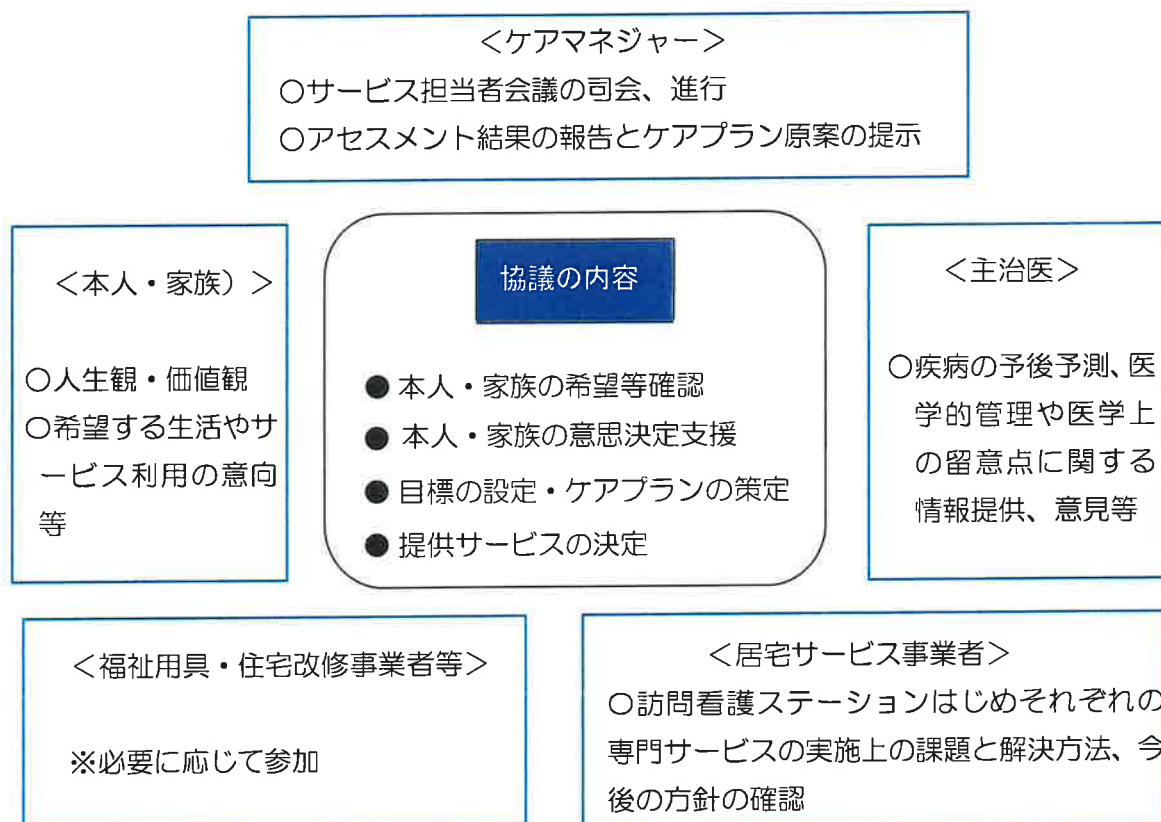 ＜ケアマネジャー＞
○サービス担当者会議の司会、進行
○アセスメント結果の報告とケアプラン原案の提示
＜本人・家族）＞
○人生観・価値観
○希望する生活やサ
ービス利用の意向
等
協議の内容
● 本人・家族の希望等確認
● 本人・家族の意思決定支援
● 目標の設定・ケアプランの策定
● 提供サービスの決定
＜主治医＞
○疾病の予後予測、医
学的管理や医学上
の留意点に関する
情報提供、意見等
＜福祉用具・住宅改修事業者等＞
※必要に応じて参加
＜居宅サービス事業者＞
○訪問看護ステーションはじめそれぞれの
専門サービスの実施上の課題と解決方法、今
後の方針の確認